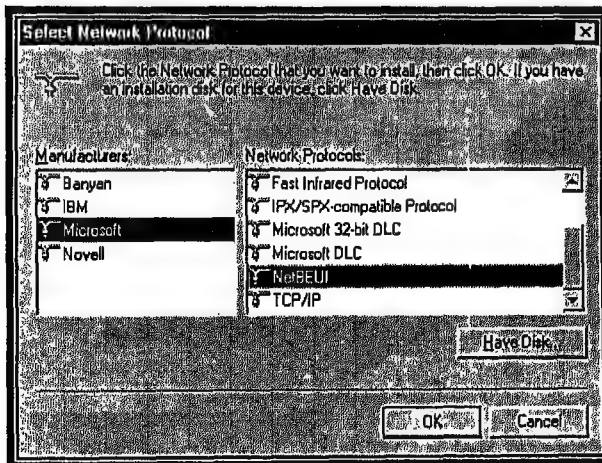 Select Network Protocol
Click the Network Protocol that you want to install, then click OK. If you have
an installation disk for this device, click Have Disk.
Manufacturers:
Banyan
IBM
Microsoft
Novell
Network Protocols:
Fast Infrared Protocol
IPX/SPX-compatible Protocol
Microsoft 32-bit DLC
Microsoft DLC
NetBEUI
TCP/IP
Have Disk...
OK
Cancel